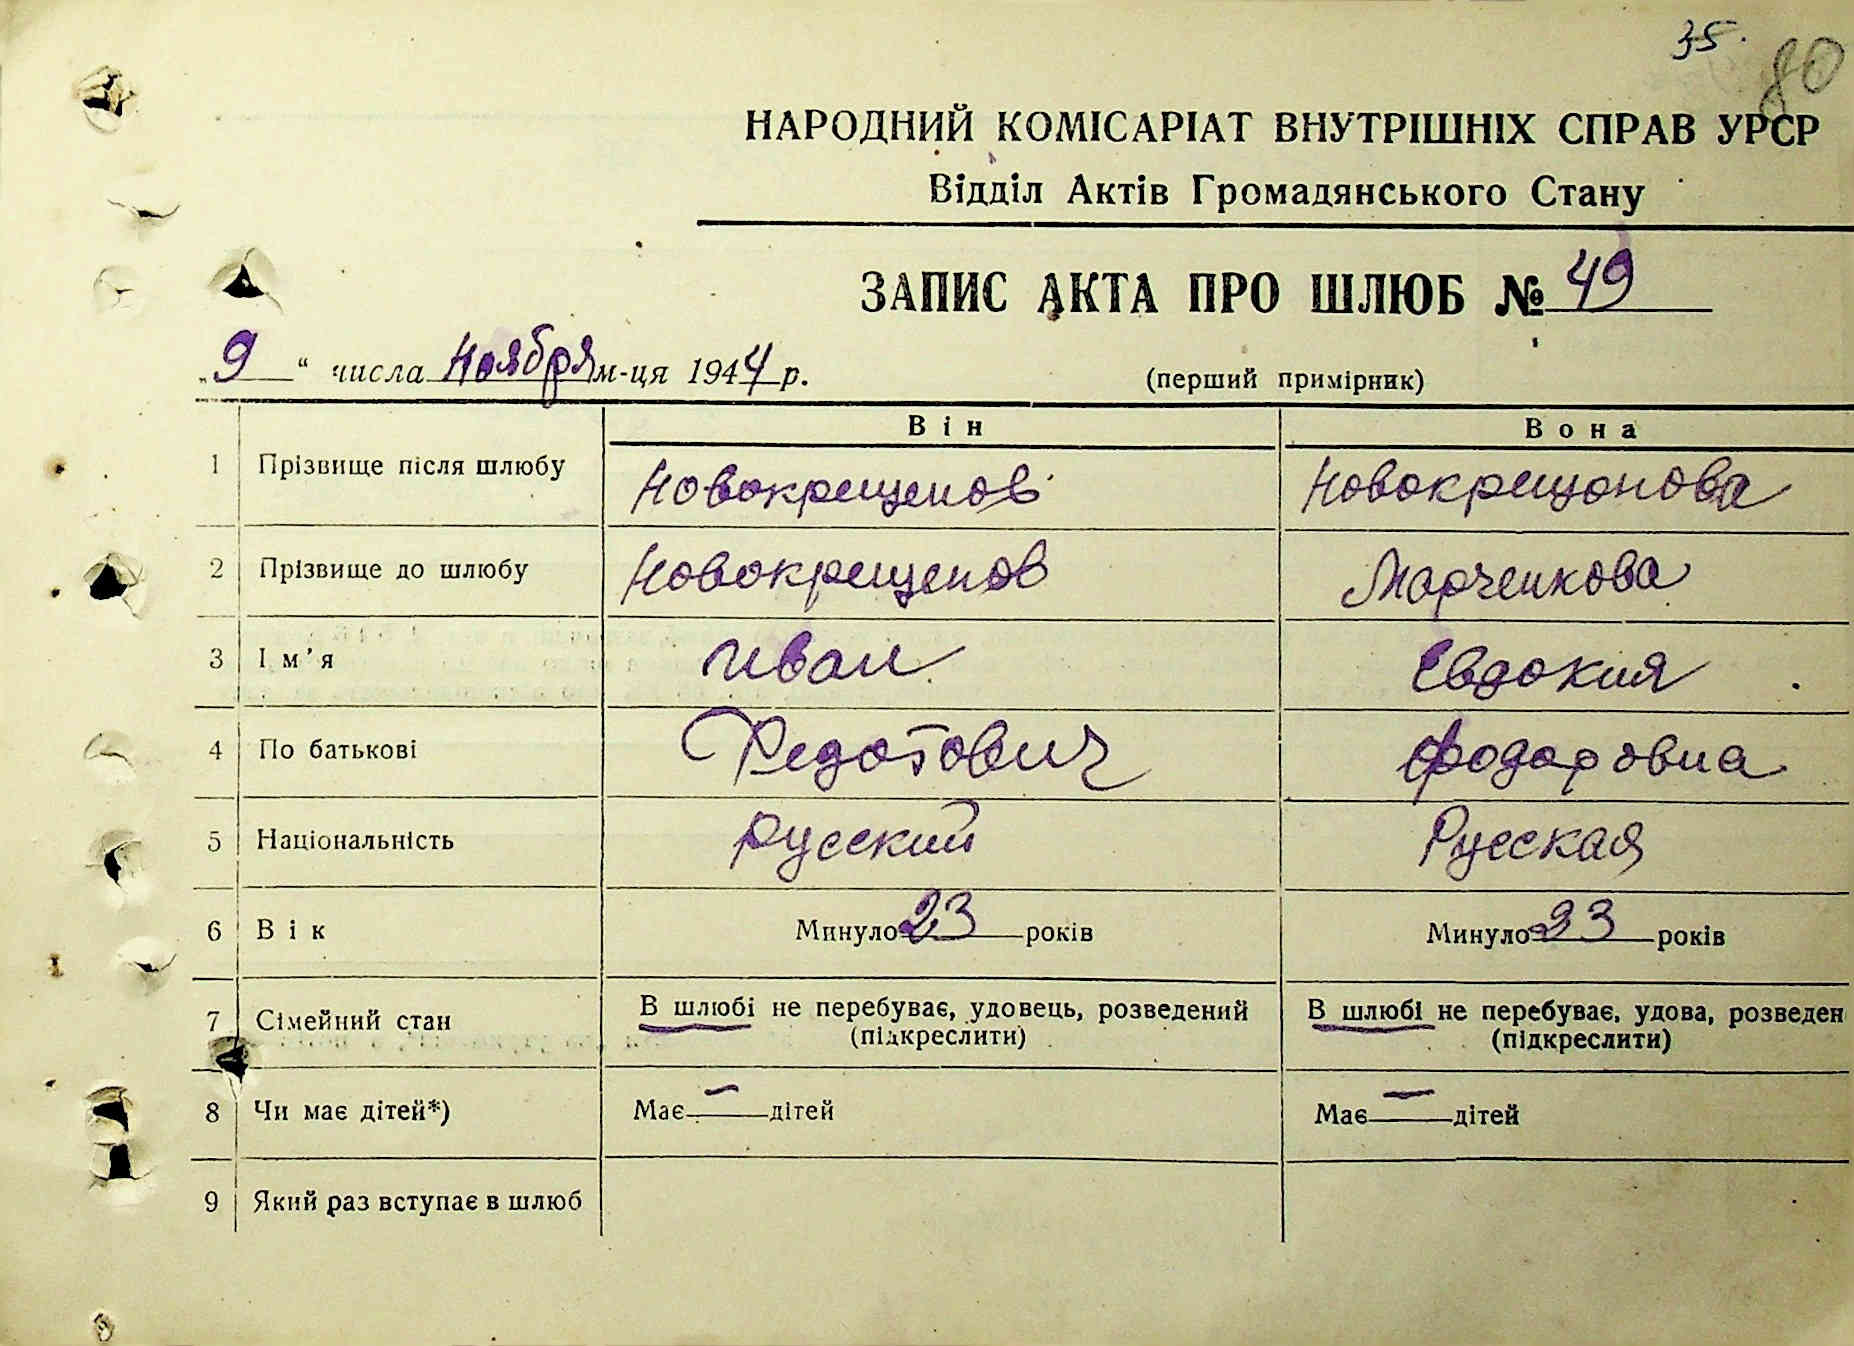 35.
80
НАРОДНИЙ КОМІСАРІАТ ВНУТРІШНІХ СПРАВ УРСР
Відділ Актів Громадянського Стану
ЗАПИС АКТА ПРО ШЛЮБ № 49
„9“ числа Ноября м-ця 1944 р.
(перший примірник)
Він Вона
1 Прізвище після шлюбу Новокрещенов Новокрещонова
2 Прізвище до шлюбу Новокрещенов Марченкова
3 Ім'я Иван Евдокия
4 По батькові Федотович Фодоровна
5 Національність Русский Русская
6 Вік Минуло 23 років Минуло 23 років
7 Сімейний стан В шлюбі не перебуває, удовець, розведений В шлюбі не перебуває, удова, розведен
(підкреслити) (підкреслити)
8 Чи має дітей*) Має — дітей Має — дітей
9 Який раз вступає в шлюб